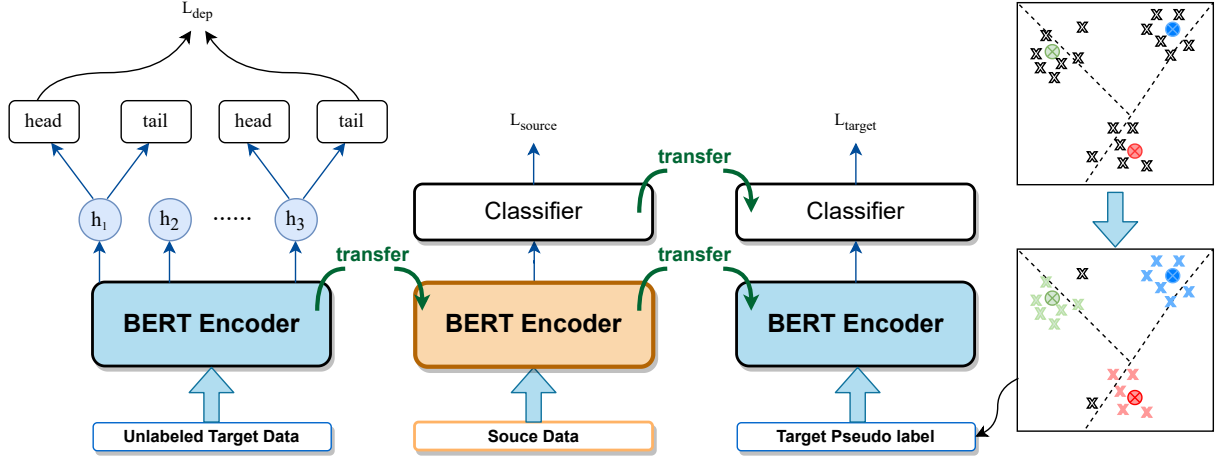 L_dep
head
tail
head
tail
L_source
L_target
transfer
h_1
h_2
......
h_3
Classifier
Classifier
transfer
transfer
BERT Encoder
BERT Encoder
BERT Encoder
Unlabeled Target Data
Souce Data
Target Pseudo label